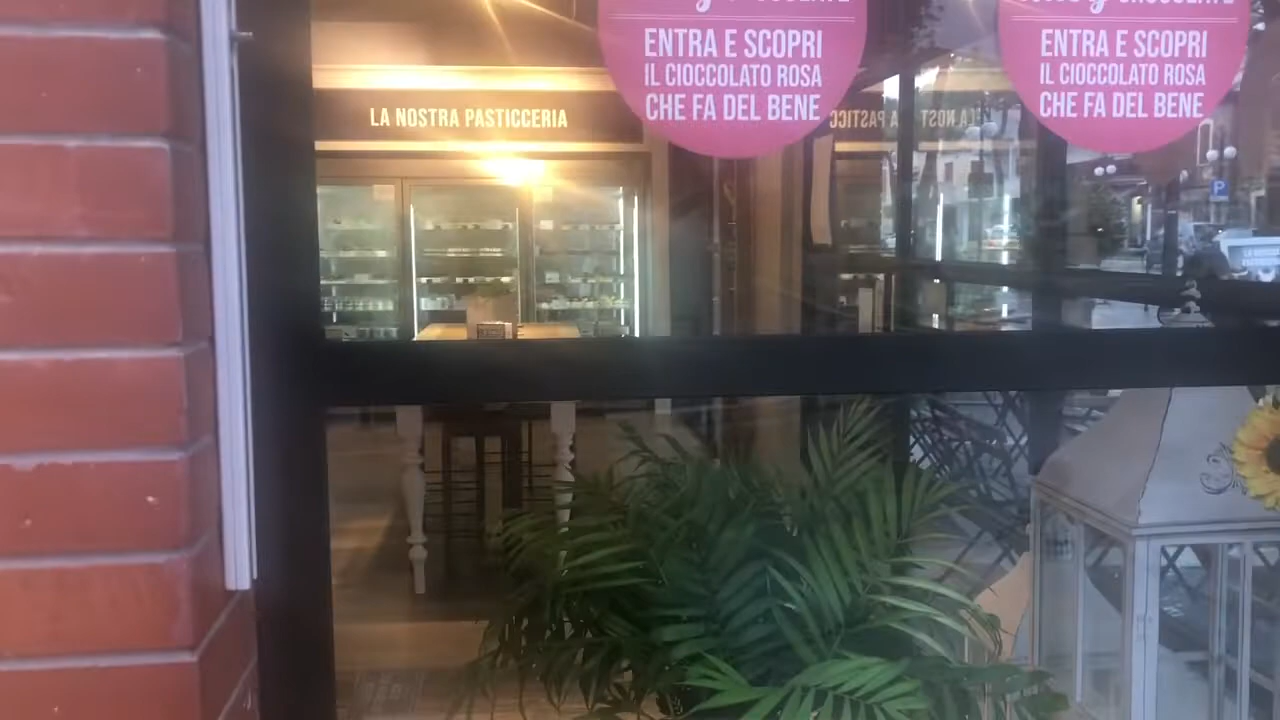 LA NOSTRA PASTICCERIA
ENTRA E SCOPRI
IL CIOCCOLATO ROSA
CHE FA DEL BENE
ENTRA E SCOPRI
IL CIOCCOLATO ROSA
CHE FA DEL BENE
P